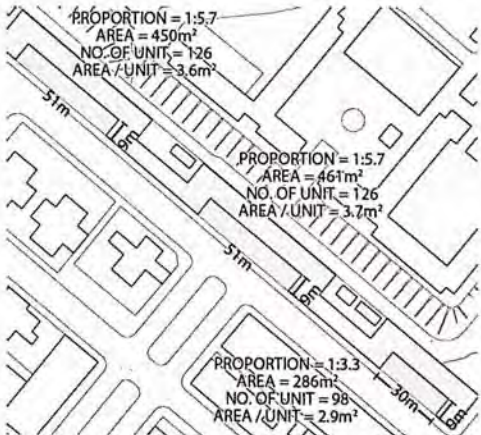 PROPORTION = 1:5.7
AREA = 450m²
NO. OF UNIT = 126
AREA / UNIT = 3.6m²
51m
9m
PROPORTION = 1:5.7
AREA = 461m²
NO. OF UNIT = 126
AREA / UNIT = 3.7m²
51m
9m
PROPORTION = 1:3.3
AREA = 286m²
NO. OF UNIT = 98
AREA / UNIT = 2.9m²
30m
9m